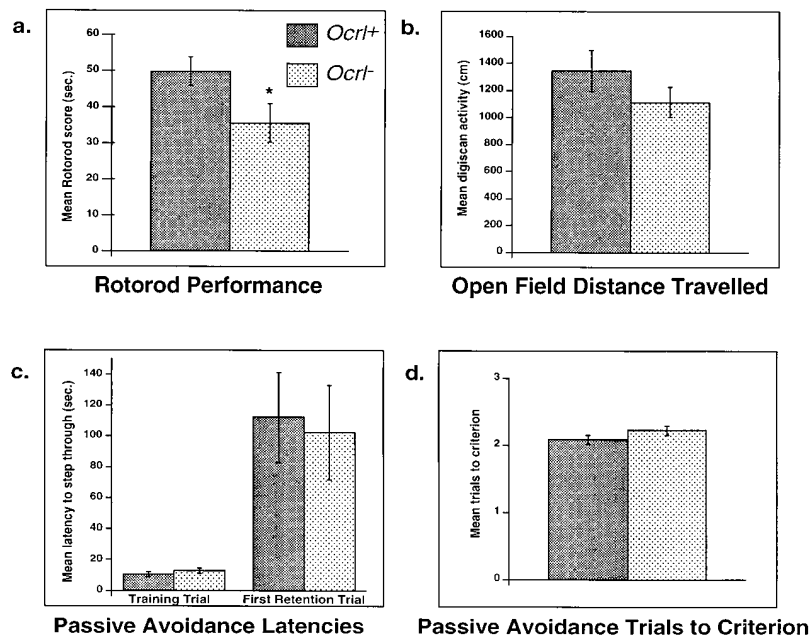 a.
Ocrl+
Ocrl-
*
Mean Rotorod score (sec.)
60
50
40
30
20
10
0
Rotorod Performance
b.
Mean digiscan activity (cm)
1600
1400
1200
1000
800
600
400
200
0
Open Field Distance Travelled
c.
Mean latency to step through (sec.)
140
120
100
80
60
40
20
0
Training Trial First Retention Trial
Passive Avoidance Latencies
d.
Mean trials to criterion
3
2
1
0
Passive Avoidance Trials to Criterion